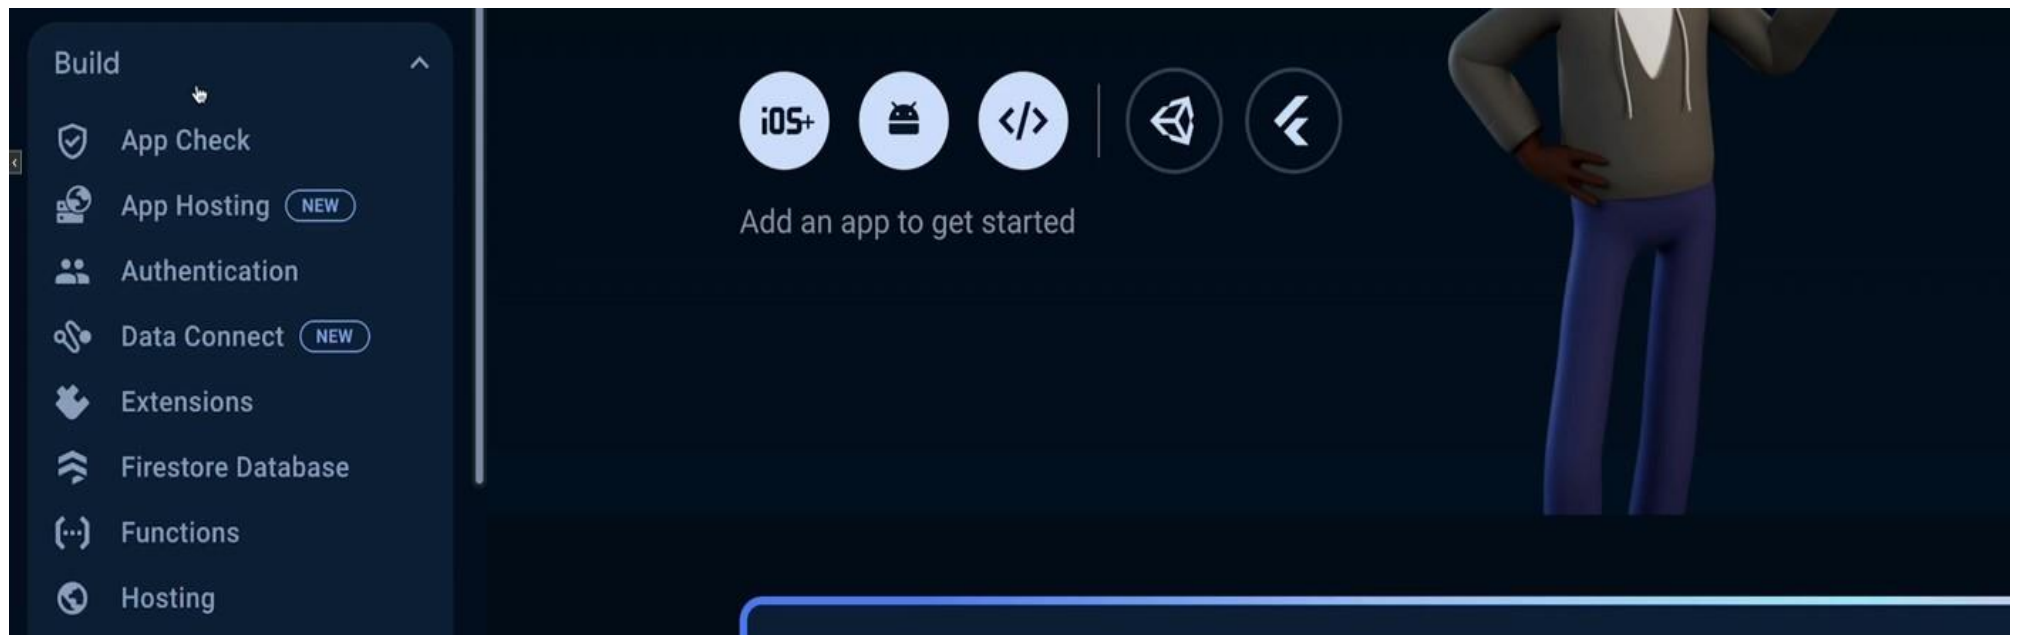 Build
App Check
App Hosting NEW
Authentication
Data Connect NEW
Extensions
Firestore Database
Functions
Hosting
iOS+
</>
Add an app to get started